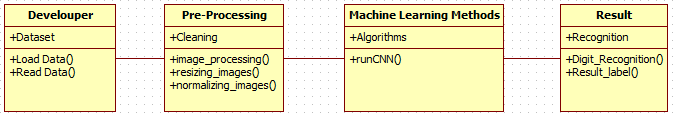 Develouper
+Dataset
+Load Data()
+Read Data()
Pre-Processing
+Cleaning
+image_processing()
+resizing_images()
+normalizing_images()
Machine Learning Methods
+Algorithms
+runCNN()
Result
+Recognition
+Digit_Recognition()
+Result_label()